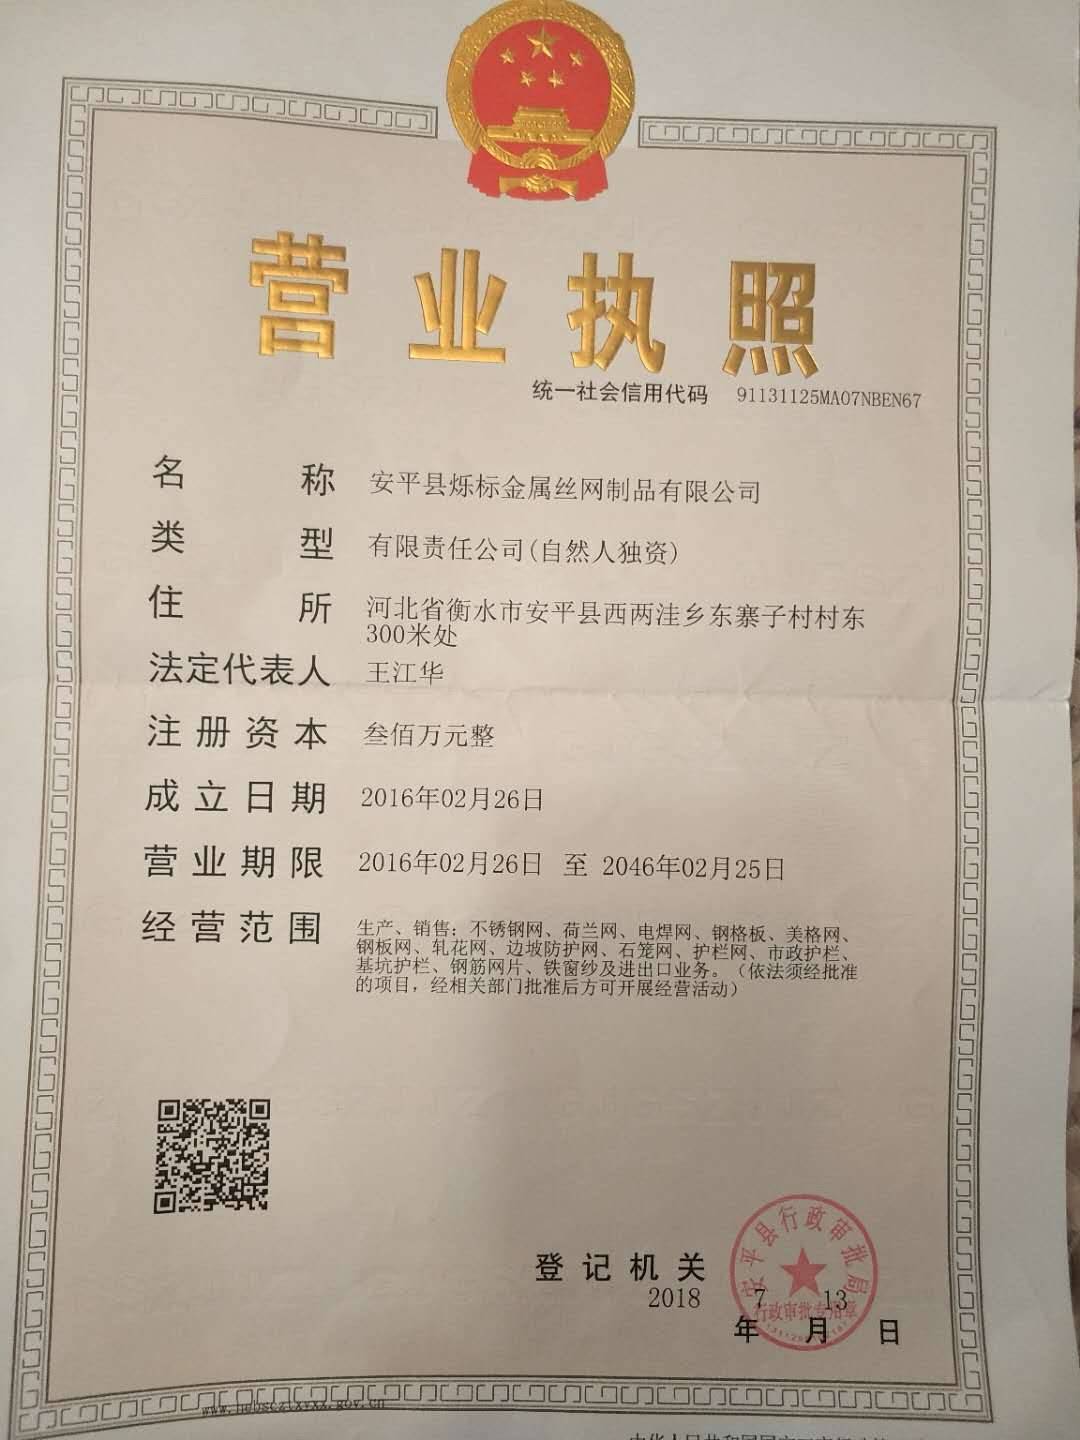 营业执照
统一社会信用代码 91131125MA07NBEN67
名称 安平县烁标金属丝网制品有限公司
类型 有限责任公司(自然人独资)
住所 河北省衡水市安平县西两洼乡东寨子村村东
300米处
法定代表人 王江华
注册资本 叁佰万元整
成立日期 2016年02月26日
营业期限 2016年02月26日 至 2046年02月25日
经营范围 生产、销售：不锈钢网、荷兰网、电焊网、钢格板、美格网、
钢板网、轧花网、边坡防护网、石笼网、护栏网、市政护栏、
基坑护栏、钢筋网片、铁窗纱及进出口业务。（依法须经批准
的项目，经相关部门批准后方可开展经营活动）
安平县行政审批局
行政审批专用章
登记机关
2018 7 13
年 月 日